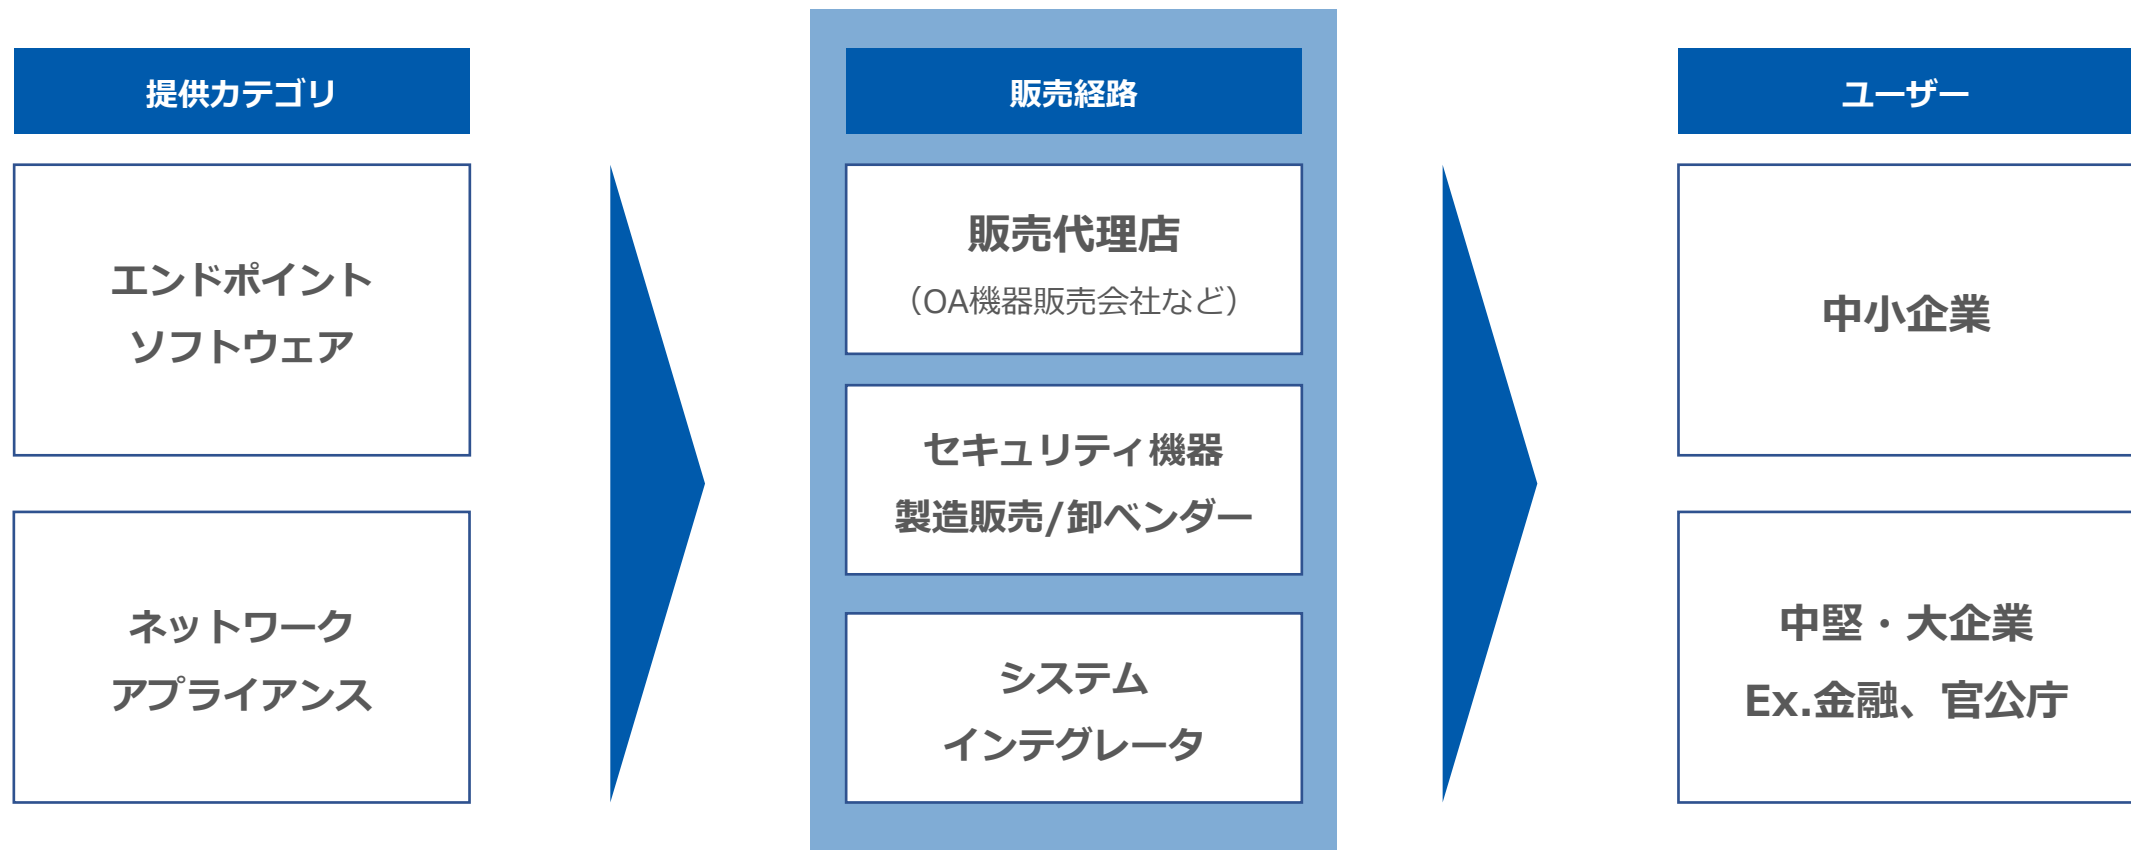 提供カテゴリ
エンドポイント
ソフトウェア
ネットワーク
アプライアンス
販売経路
販売代理店
（OA機器販売会社など）
セキュリティ機器
製造販売/卸ベンダー
システム
インテグレータ
ユーザー
中小企業
中堅・大企業
Ex.金融、官公庁